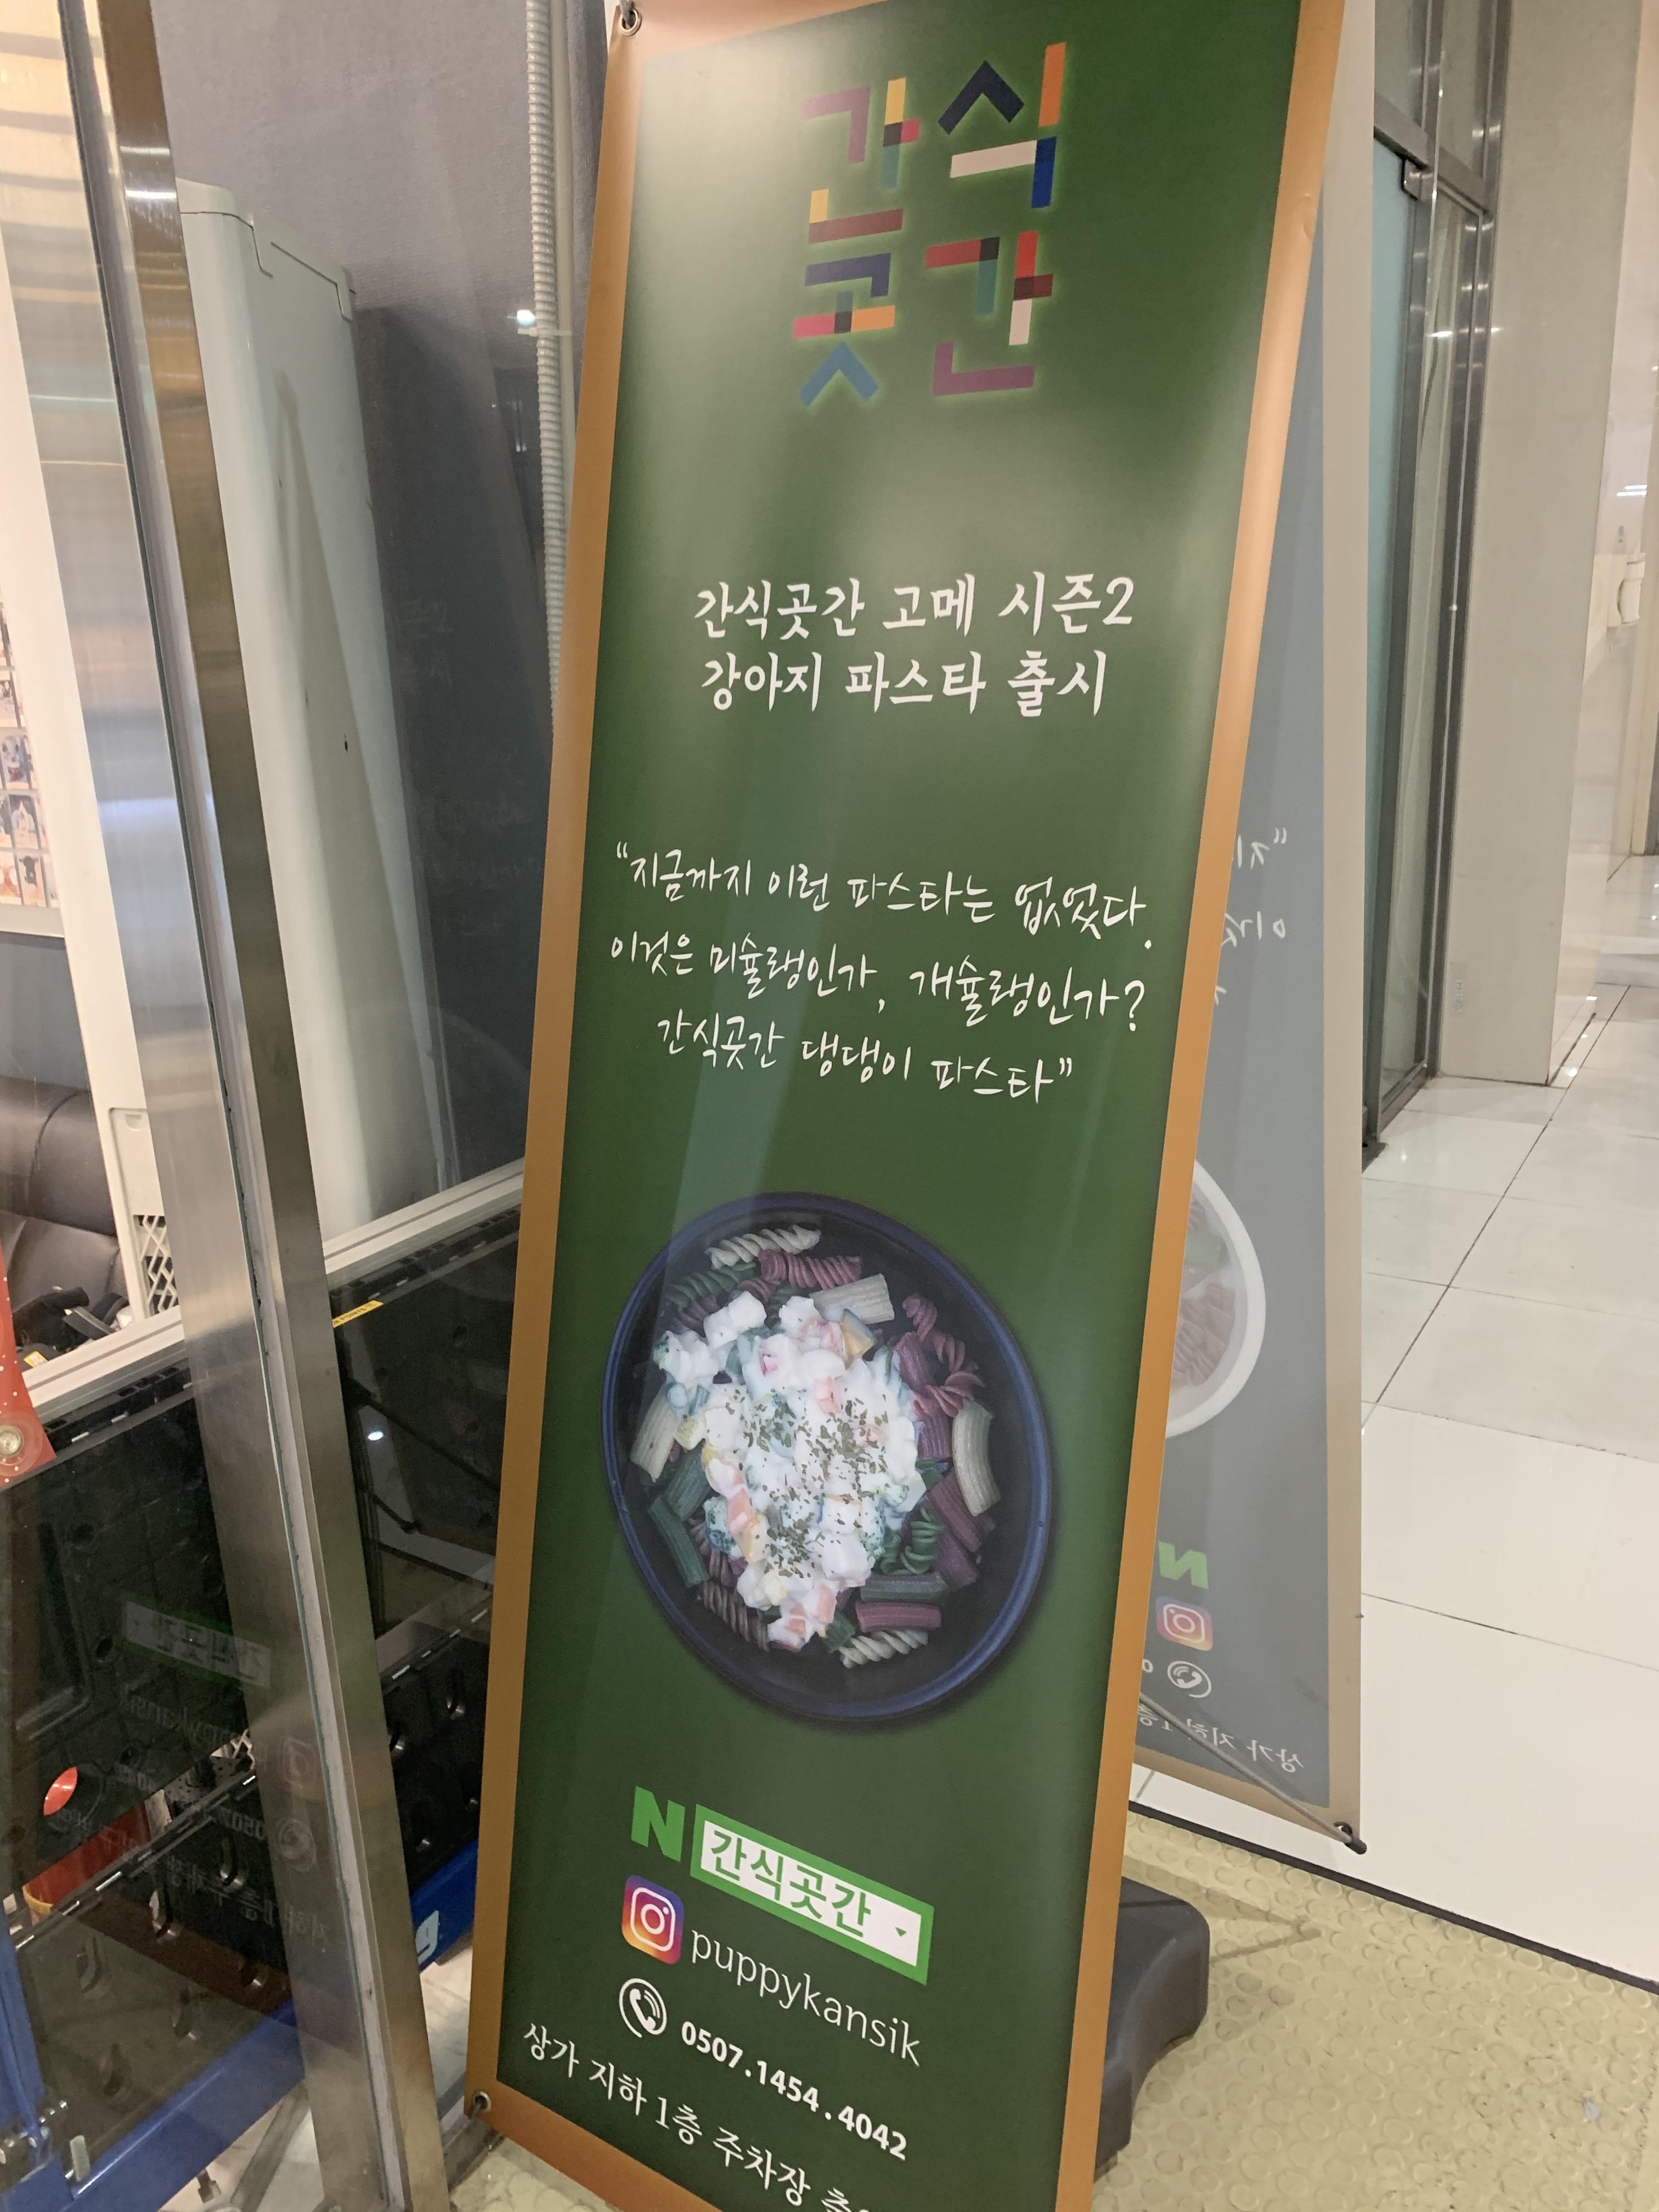 간식
곳간
간식곳간 고메 시즌2
강아지 파스타 출시
“지금까지 이런 파스타는 없었다.
이것은 미슐랭인가, 개슐랭인가?
간식곳간 댕댕이 파스타”
N 간식곳간
puppykansik
0507.1454.4042
상가 지하 1층 주차장